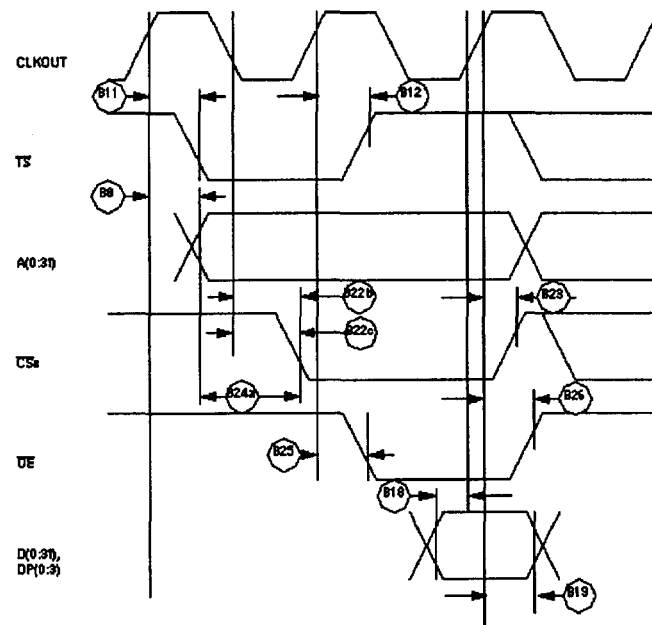 CLKOUT
B11
B12
TS
B8
A(0:31)
B22b
B23
CSs
B22c
B24a
B26
OE
B25
B18
D(0:31),
DP(0:3)
B19